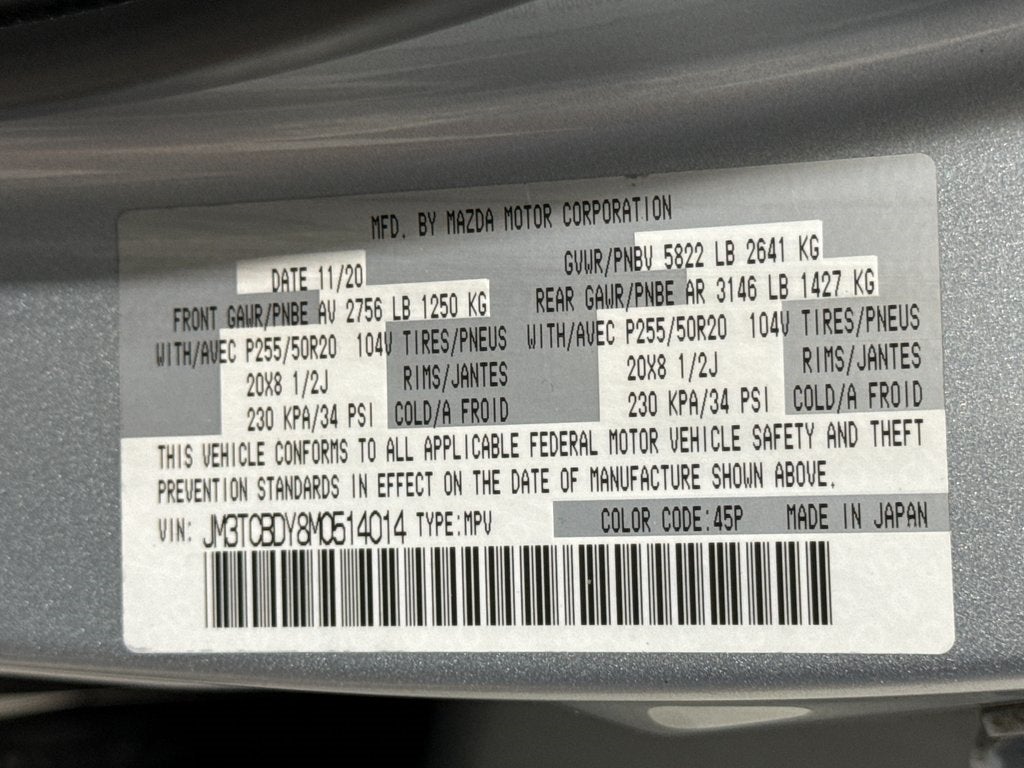 MFD. BY MAZDA MOTOR CORPORATION
DATE 11/20 GVWR/PNBV 5822 LB 2641 KG
FRONT GAWR/PNBE AV 2756 LB 1250 KG REAR GAWR/PNBE AR 3146 LB 1427 KG
WITH/AVEC P255/50R20 104V TIRES/PNEUS WITH/AVEC P255/50R20 104V TIRES/PNEUS
20X8 1/2J RIMS/JANTES 20X8 1/2J RIMS/JANTES
230 KPA/34 PSI COLD/A FROID 230 KPA/34 PSI COLD/A FROID
THIS VEHICLE CONFORMS TO ALL APPLICABLE FEDERAL MOTOR VEHICLE SAFETY AND THEFT
PREVENTION STANDARDS IN EFFECT ON THE DATE OF MANUFACTURE SHOWN ABOVE.
VIN: JM3TCBDY8M0514014 TYPE:MPV COLOR CODE:45P MADE IN JAPAN